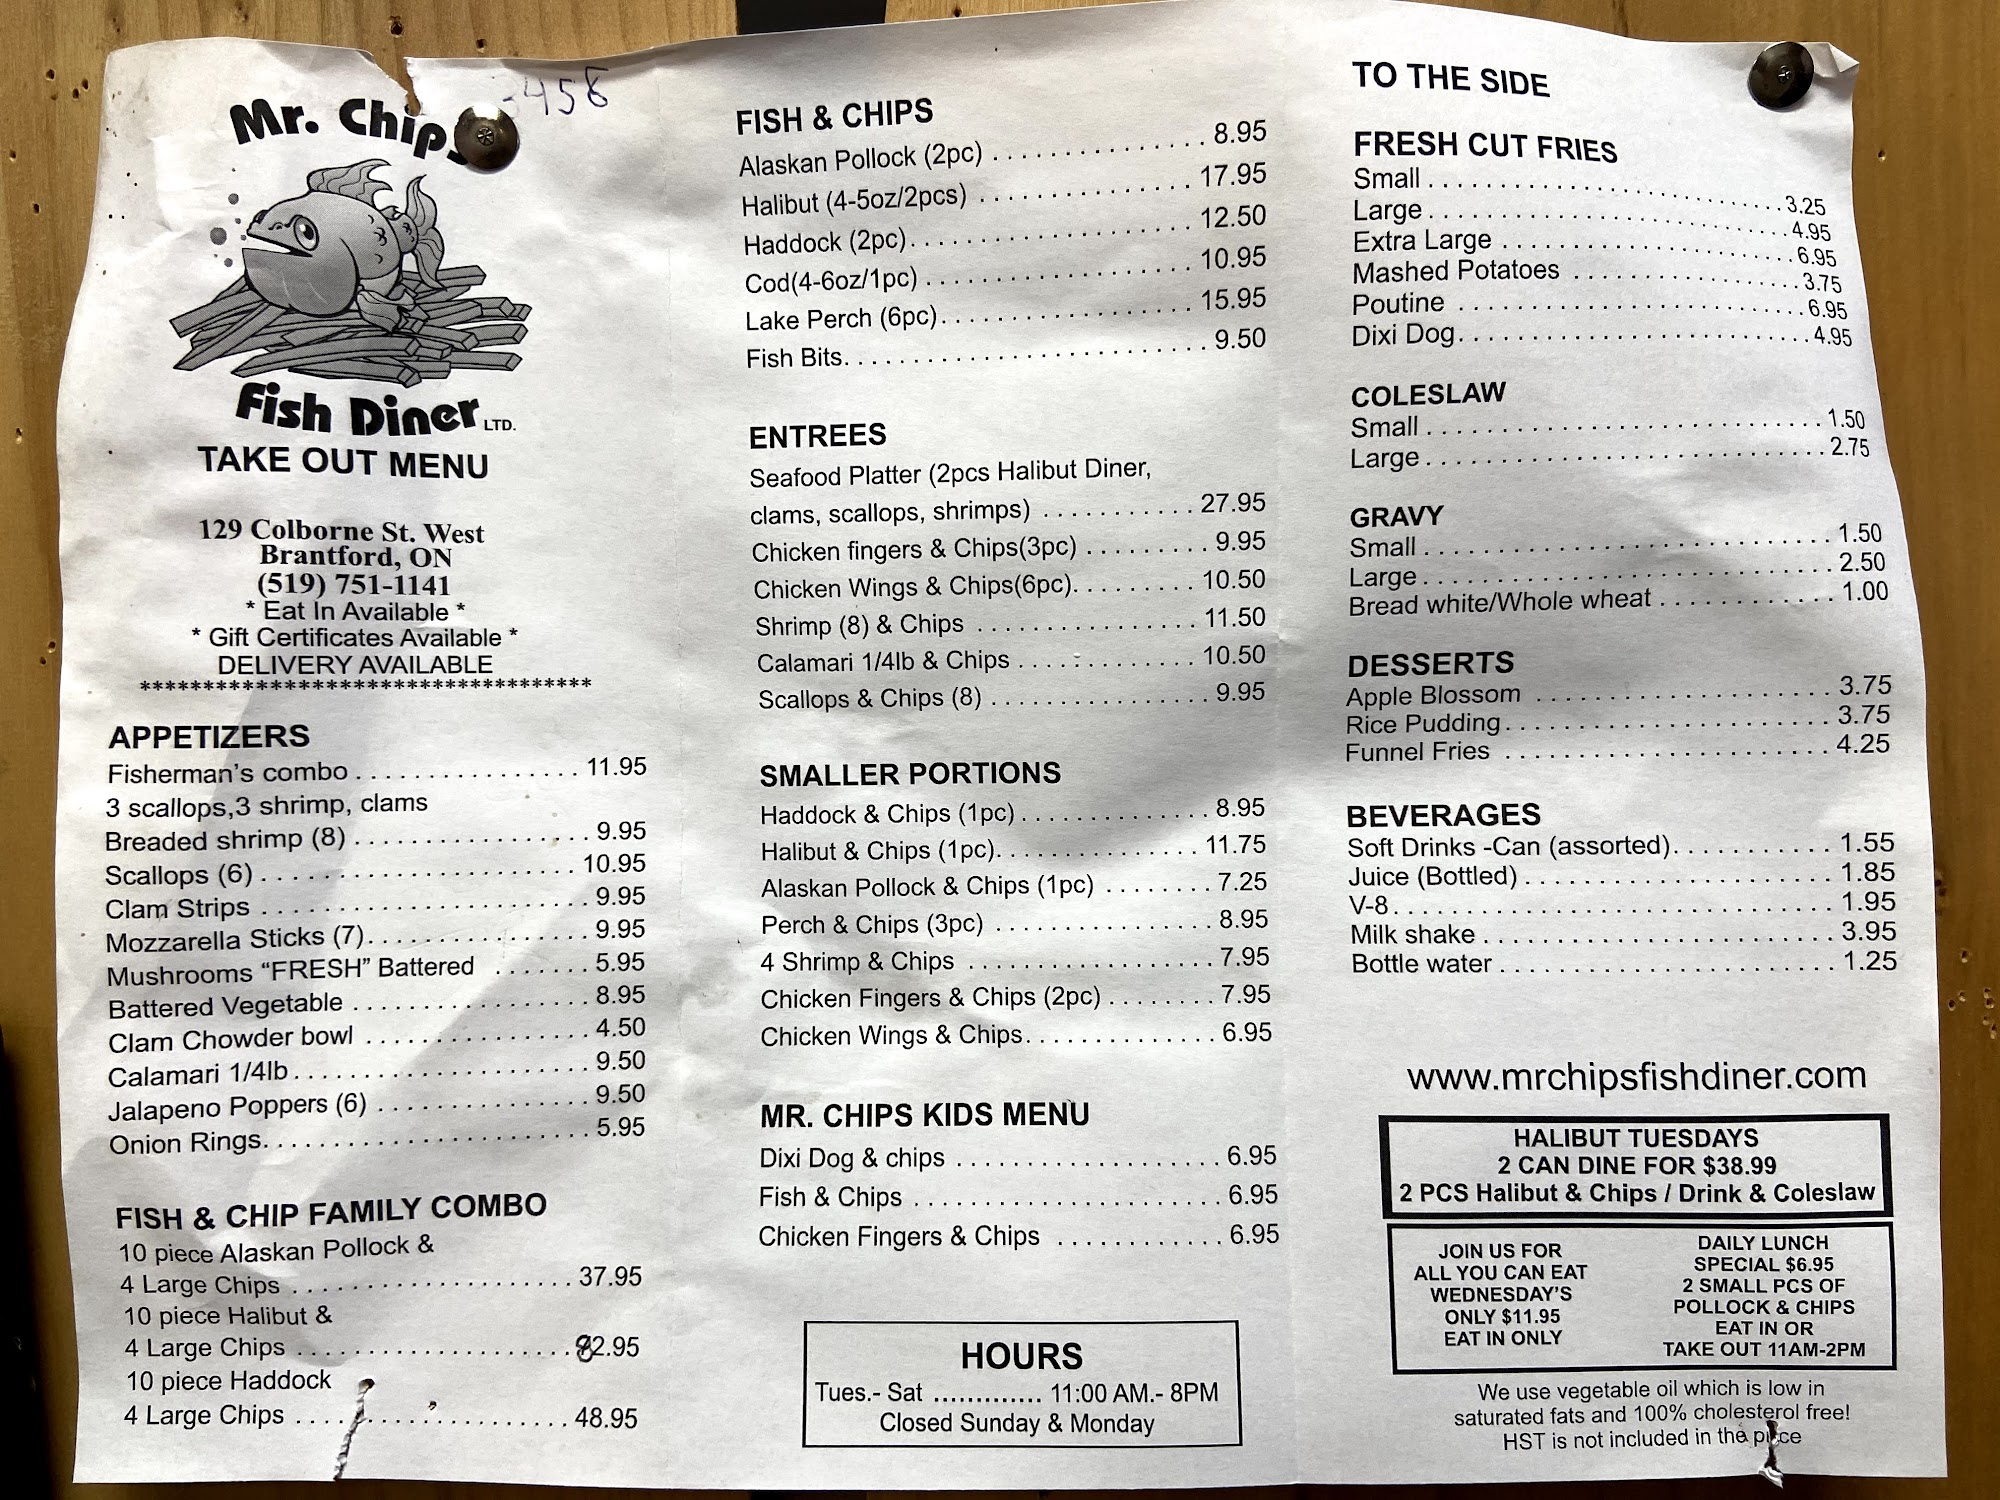 3458
Mr. Chips
Fish Diner LTD.
TAKE OUT MENU
129 Colborne St. West
Brantford, ON
(519) 751-1141
* Eat In Available *
* Gift Certificates Available *
DELIVERY AVAILABLE
***********************************
APPETIZERS
Fisherman's combo . . . . . . . . . . . . . . . . . 11.95
3 scallops,3 shrimp, clams
Breaded shrimp (8) . . . . . . . . . . . . . . . . . . 9.95
Scallops (6) . . . . . . . . . . . . . . . . . . . . . . . . 10.95
Clam Strips . . . . . . . . . . . . . . . . . . . . . . . . . 9.95
Mozzarella Sticks (7). . . . . . . . . . . . . . . . . 9.95
Mushrooms “FRESH” Battered . . . . . . . 5.95
Battered Vegetable . . . . . . . . . . . . . . . . . . 8.95
Clam Chowder bowl . . . . . . . . . . . . . . . . . 4.50
Calamari 1/4lb . . . . . . . . . . . . . . . . . . . . . . . 9.50
Jalapeno Poppers (6) . . . . . . . . . . . . . . . . 9.50
Onion Rings. . . . . . . . . . . . . . . . . . . . . . . . . 5.95
FISH & CHIP FAMILY COMBO
10 piece Alaskan Pollock &
4 Large Chips . . . . . . . . . . . . . . . . . . . . . . 37.95
10 piece Halibut &
4 Large Chips . . . . . . . . . . . . . . . . . . . . . 82.95
10 piece Haddock
4 Large Chips . . . . . . . . . . . . . . . . . . . . . 48.95
FISH & CHIPS
Alaskan Pollock (2pc) . . . . . . . . . . . . . . . . 8.95
Halibut (4-5oz/2pcs) . . . . . . . . . . . . . . . . 17.95
Haddock (2pc). . . . . . . . . . . . . . . . . . . . . 12.50
Cod(4-6oz/1pc) . . . . . . . . . . . . . . . . . . . . 10.95
Lake Perch (6pc). . . . . . . . . . . . . . . . . . . 15.95
Fish Bits. . . . . . . . . . . . . . . . . . . . . . . . . . . 9.50
ENTREES
Seafood Platter (2pcs Halibut Diner,
clams, scallops, shrimps) . . . . . . . . . . . 27.95
Chicken fingers & Chips(3pc) . . . . . . . . . 9.95
Chicken Wings & Chips(6pc). . . . . . . . . 10.50
Shrimp (8) & Chips . . . . . . . . . . . . . . . . 11.50
Calamari 1/4lb & Chips . . . . . . . . . . . . . 10.50
Scallops & Chips (8) . . . . . . . . . . . . . . . . 9.95
SMALLER PORTIONS
Haddock & Chips (1pc) . . . . . . . . . . . . . . 8.95
Halibut & Chips (1pc). . . . . . . . . . . . . . . . 11.75
Alaskan Pollock & Chips (1pc) . . . . . . . . 7.25
Perch & Chips (3pc) . . . . . . . . . . . . . . . . 8.95
4 Shrimp & Chips . . . . . . . . . . . . . . . . . . 7.95
Chicken Fingers & Chips (2pc) . . . . . . . . 7.95
Chicken Wings & Chips. . . . . . . . . . . . . . 6.95
MR. CHIPS KIDS MENU
Dixi Dog & chips . . . . . . . . . . . . . . . . . . . . 6.95
Fish & Chips . . . . . . . . . . . . . . . . . . . . . . . 6.95
Chicken Fingers & Chips . . . . . . . . . . . . 6.95
HOURS
Tues.- Sat ............. 11:00 AM.- 8PM
Closed Sunday & Monday
TO THE SIDE
FRESH CUT FRIES
Small . . . . . . . . . . . . . . . . . . . . . . . . . . . 3.25
Large . . . . . . . . . . . . . . . . . . . . . . . . . . . 4.95
Extra Large . . . . . . . . . . . . . . . . . . . . . . 6.95
Mashed Potatoes . . . . . . . . . . . . . . . . . 3.75
Poutine . . . . . . . . . . . . . . . . . . . . . . . . . . 6.95
Dixi Dog. . . . . . . . . . . . . . . . . . . . . . . . . . 4.95
COLESLAW
Small . . . . . . . . . . . . . . . . . . . . . . . . . . . . 1.50
Large . . . . . . . . . . . . . . . . . . . . . . . . . . . . 2.75
GRAVY
Small . . . . . . . . . . . . . . . . . . . . . . . . . . . . . 1.50
Large . . . . . . . . . . . . . . . . . . . . . . . . . . . . . 2.50
Bread white/Whole wheat . . . . . . . . . . . . 1.00
DESSERTS
Apple Blossom . . . . . . . . . . . . . . . . . . . . . 3.75
Rice Pudding . . . . . . . . . . . . . . . . . . . . . . . 3.75
Funnel Fries . . . . . . . . . . . . . . . . . . . . . . . 4.25
BEVERAGES
Soft Drinks -Can (assorted). . . . . . . . . . . 1.55
Juice (Bottled) . . . . . . . . . . . . . . . . . . . . . . 1.85
V-8. . . . . . . . . . . . . . . . . . . . . . . . . . . . . . . 1.95
Milk shake . . . . . . . . . . . . . . . . . . . . . . . . . 3.95
Bottle water . . . . . . . . . . . . . . . . . . . . . . . . 1.25
www.mrchipsfishdiner.com
HALIBUT TUESDAYS
2 CAN DINE FOR $38.99
2 PCS Halibut & Chips / Drink & Coleslaw
JOIN US FOR
ALL YOU CAN EAT
WEDNESDAY'S
ONLY $11.95
EAT IN ONLY
DAILY LUNCH
SPECIAL $6.95
2 SMALL PCS OF
POLLOCK & CHIPS
EAT IN OR
TAKE OUT 11AM-2PM
We use vegetable oil which is low in
saturated fats and 100% cholesterol free!
HST is not included in the price